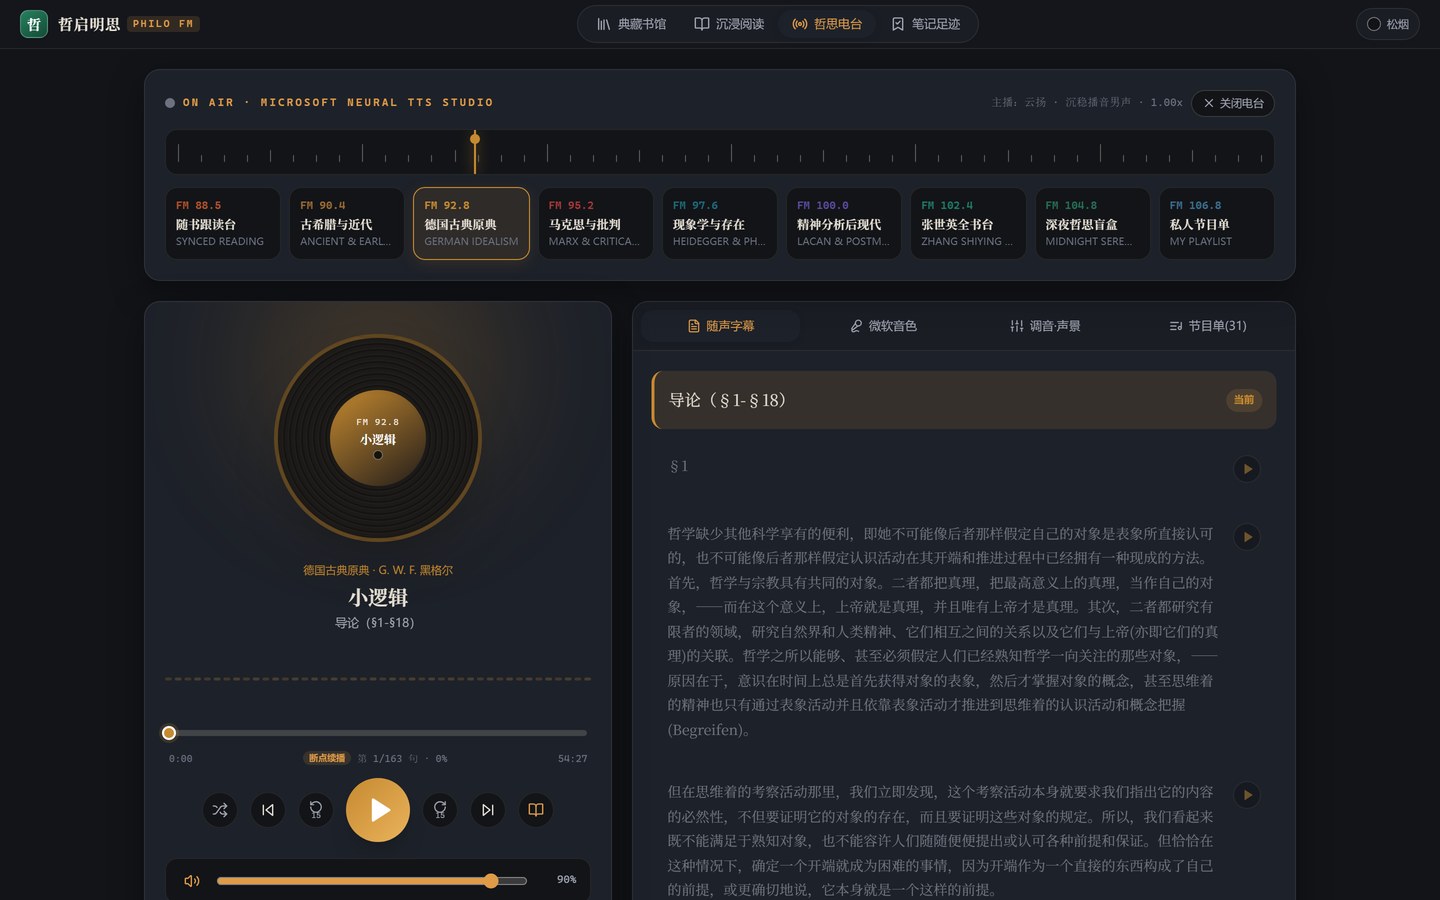 哲 哲启明思 PHILO FM
典藏书馆 沉浸阅读 哲思电台 笔记足迹
松烟
ON AIR · MICROSOFT NEURAL TTS STUDIO
主播: 云扬 · 沉稳播音男声 · 1.00x
关闭电台
FM 88.5
随书跟读台
SYNCED READING
FM 90.4
古希腊与近代
ANCIENT & EARL...
FM 92.8
德国古典原典
GERMAN IDEALISM
FM 95.2
马克思与批判
MARX & CRITICA...
FM 97.6
现象学与存在
HEIDEGGER & PH...
FM 100.0
精神分析后现代
LACAN & POSTM...
FM 102.4
张世英全书台
ZHANG SHIYING ...
FM 104.8
深夜哲思盲盒
MIDNIGHT SERE...
FM 106.8
私人节目单
MY PLAYLIST
FM 92.8
小逻辑
德国古典原典 · G. W. F. 黑格尔
小逻辑
导论（§1-§18）
0:00
断点续播 第 1/163 句 · 0%
54:27
15
15
90%
随声字幕 微软音色 调音·声景 节目单(31)
导论（§1-§18）
当前
§1
哲学缺少其他科学享有的便利，即她不可能像后者那样假定自己的对象是表象所直接认可
的，也不可能像后者那样假定认识活动在其开端和推进过程中已经拥有一种现成的方法。
首先，哲学与宗教具有共同的对象。二者都把真理，把最高意义上的真理，当作自己的对
象，——而在这个意义上，上帝就是真理，并且唯有上帝才是真理。其次，二者都研究有
限者的领域，研究自然界和人类精神、它们相互之间的关系以及它们与上帝(亦即它们的真
理)的关联。哲学之所以能够、甚至必须假定人们已经熟知哲学一向关注的那些对象，——
原因在于，意识在时间上总是首先获得对象的表象，然后才掌握对象的概念，甚至思维着
的精神也只有通过表象活动并且依靠表象活动才推进到思维着的认识活动和概念把握
(Begreifen)。
但在思维着的考察活动那里，我们立即发现，这个考察活动本身就要求我们指出它的内容
的必然性，不但要证明它的对象的存在，而且要证明这些对象的规定。所以，我们看起来
既不能满足于熟知对象，也不能容许人们随随便便提出或认可各种前提和保证。但恰恰在
这种情况下，确定一个开端就成为困难的事情，因为开端作为一个直接的东西构成了自己
的前提，或更确切地说，它本身就是一个这样的前提。